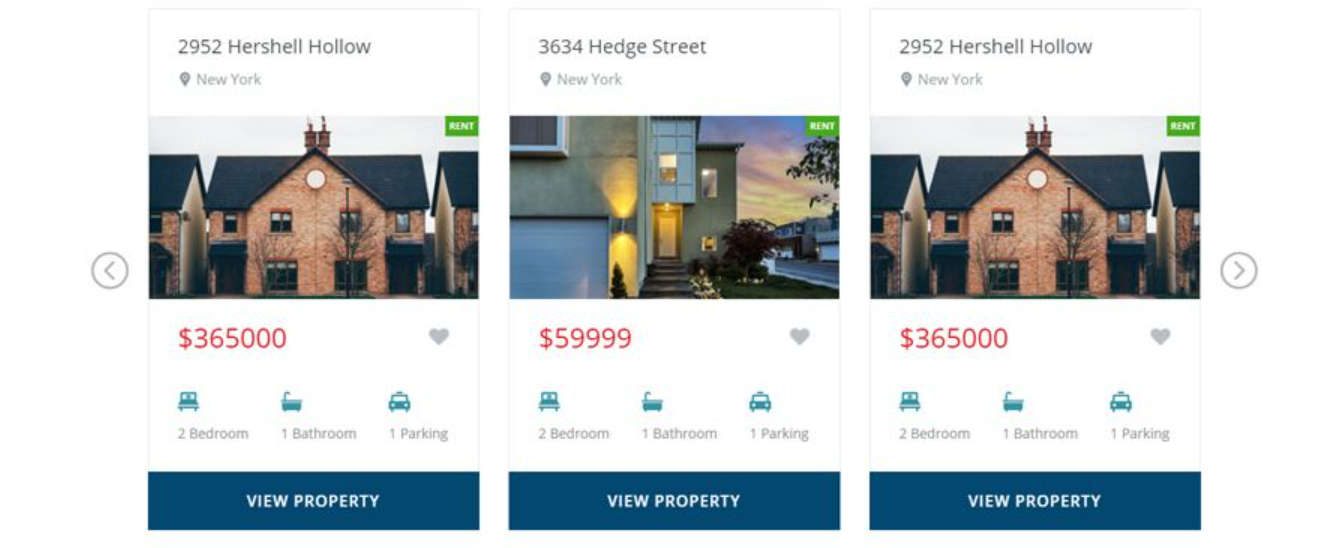 2952 Hershell Hollow
New York
RENT
$365000
2 Bedroom 1 Bathroom 1 Parking
VIEW PROPERTY
3634 Hedge Street
New York
RENT
$59999
2 Bedroom 1 Bathroom 1 Parking
VIEW PROPERTY
2952 Hershell Hollow
New York
RENT
$365000
2 Bedroom 1 Bathroom 1 Parking
VIEW PROPERTY